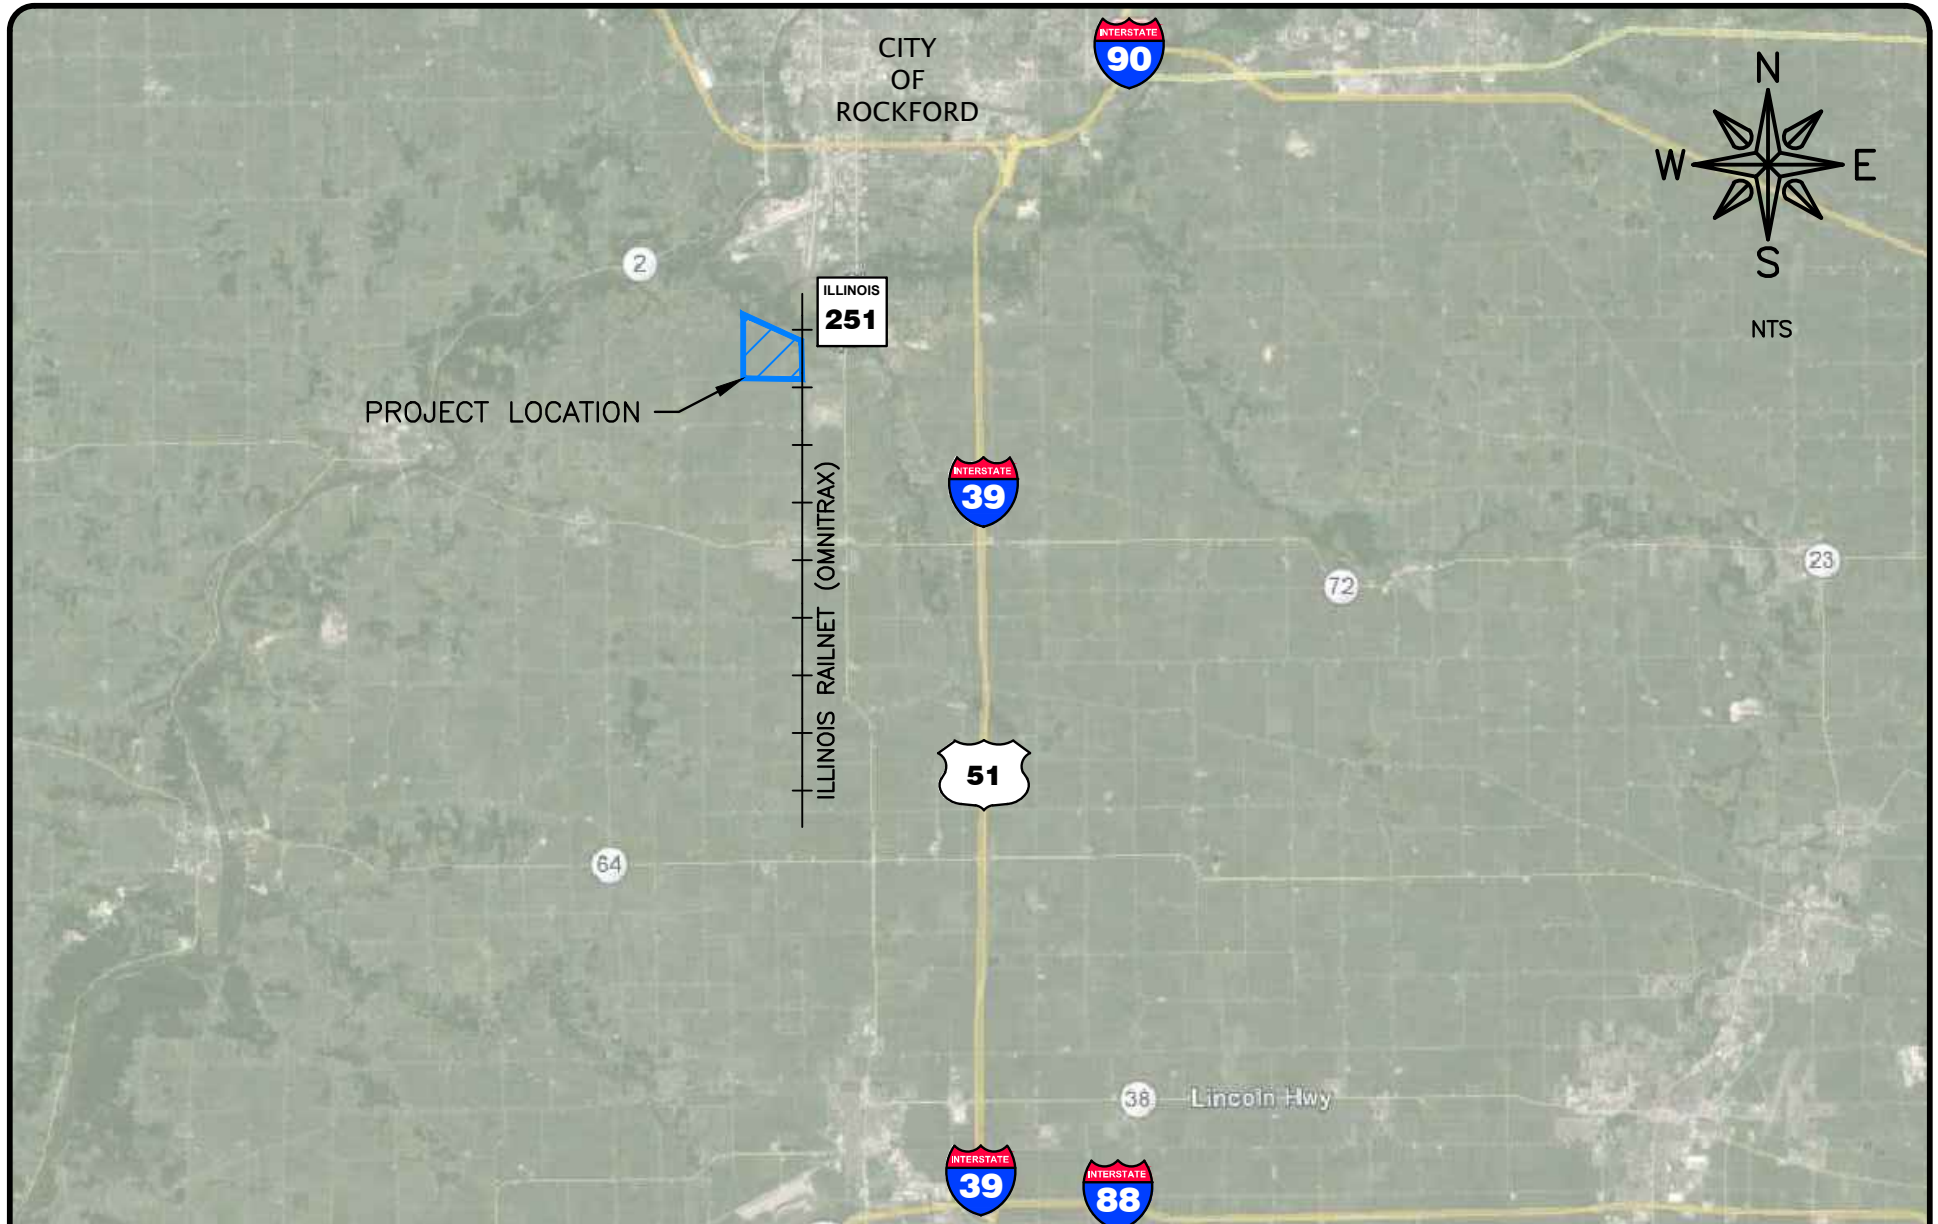 CITY
OF
ROCKFORD
INTERSTATE
90
N
W
E
S
NTS
2
ILLINOIS
251
PROJECT LOCATION
INTERSTATE
39
ILLINOIS RAILNET (OMNITRAX)
72
23
51
64
38
Lincoln Hwy
INTERSTATE
39
INTERSTATE
88